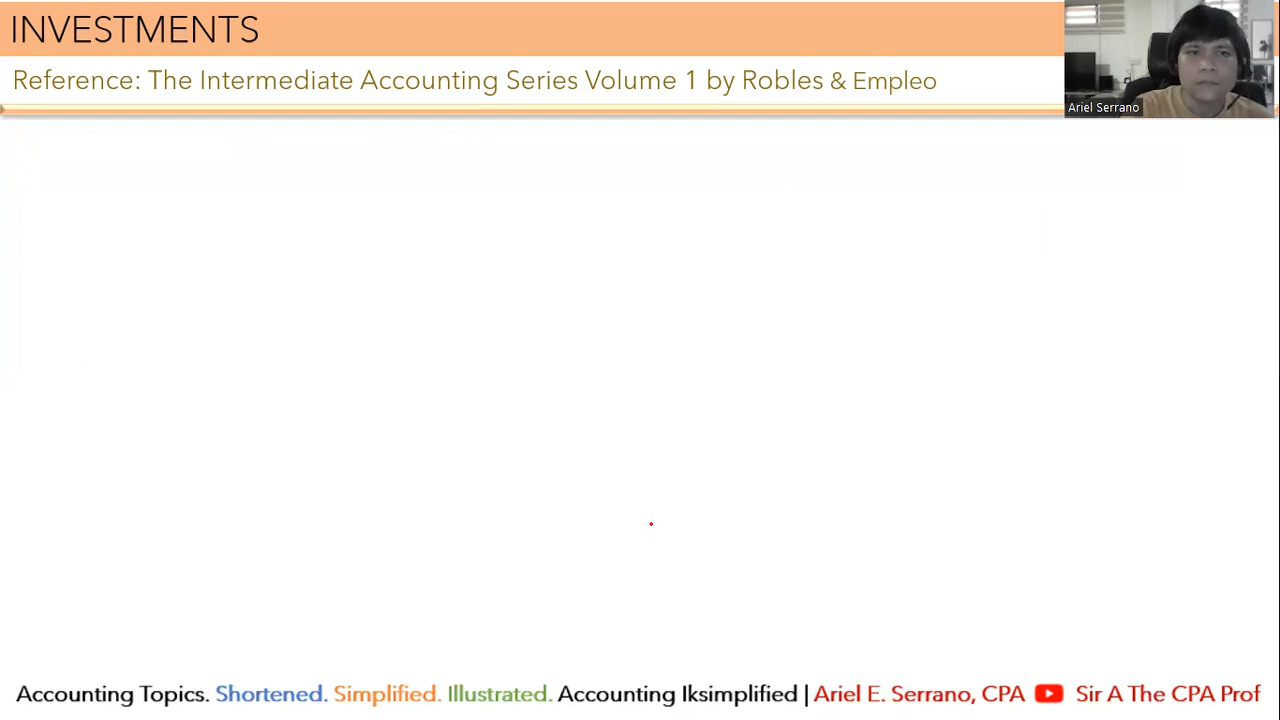 INVESTMENTS
Reference: The Intermediate Accounting Series Volume 1 by Robles & Empleo
Ariel Serrano
Accounting Topics. Shortened. Simplified. Illustrated. Accounting Iksimplified | Ariel E. Serrano, CPA Sir A The CPA Prof